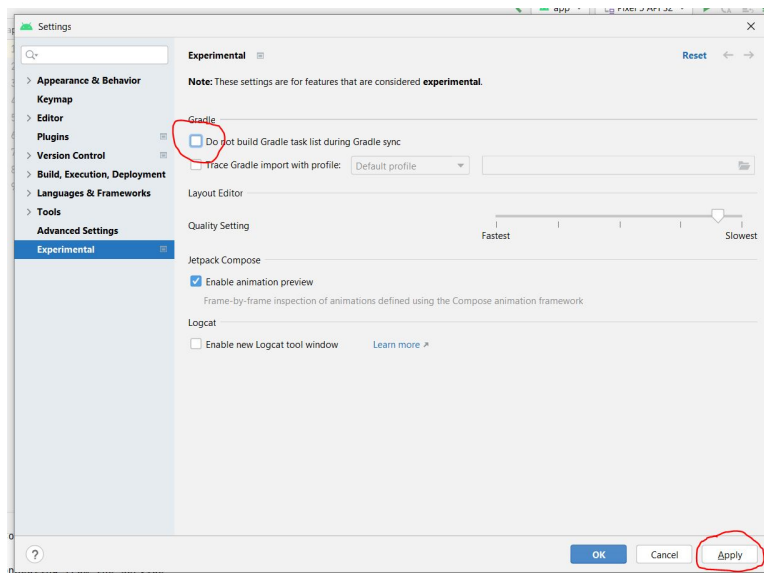 app
Pixel 5 API 32
Settings
Experimental
Reset
Note: These settings are for features that are considered experimental.
Appearance & Behavior
Keymap
Editor
Plugins
Version Control
Build, Execution, Deployment
Languages & Frameworks
Tools
Advanced Settings
Experimental
Gradle
Do not build Gradle task list during Gradle sync
Trace Gradle import with profile: Default profile
Layout Editor
Quality Setting
Fastest Slowest
Jetpack Compose
Enable animation preview
Frame-by-frame inspection of animations defined using the Compose animation framework
Logcat
Enable new Logcat tool window Learn more
?
OK Cancel Apply